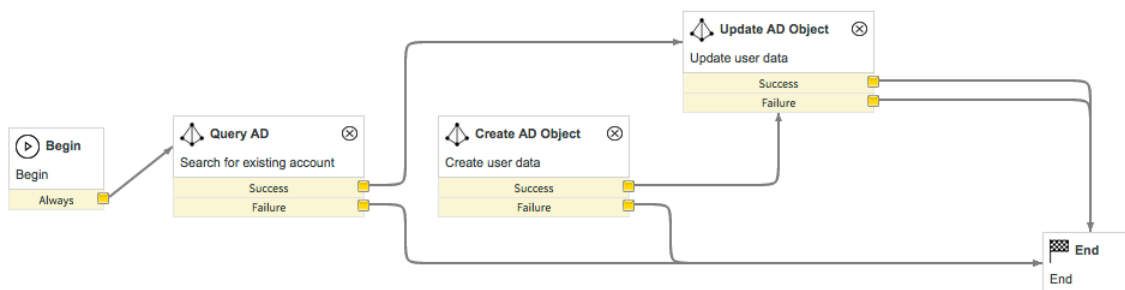 Begin
Begin
Always
Query AD
Search for existing account
Success
Failure
Create AD Object
Create user data
Success
Failure
Update AD Object
Update user data
Success
Failure
End
End